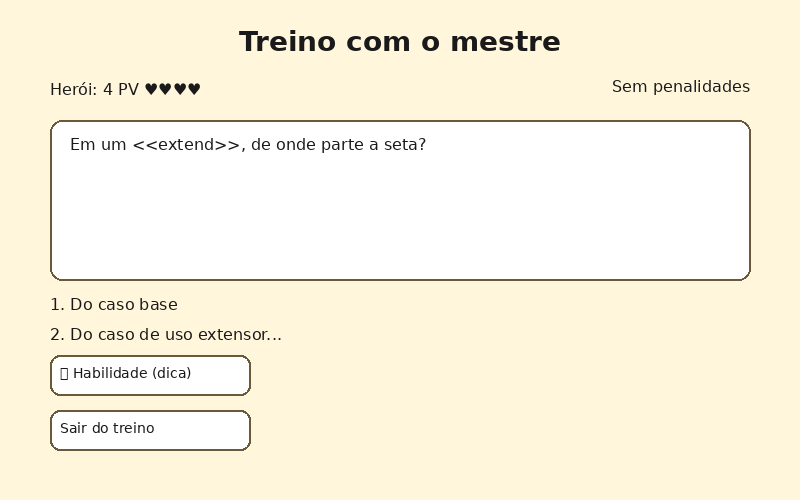 Treino com o mestre
Herói: 4 PV ♥♥♥♥
Sem penalidades
Em um <<extend>>, de onde parte a seta?
1. Do caso base
2. Do caso de uso extensor...
Habilidade (dica)
Sair do treino